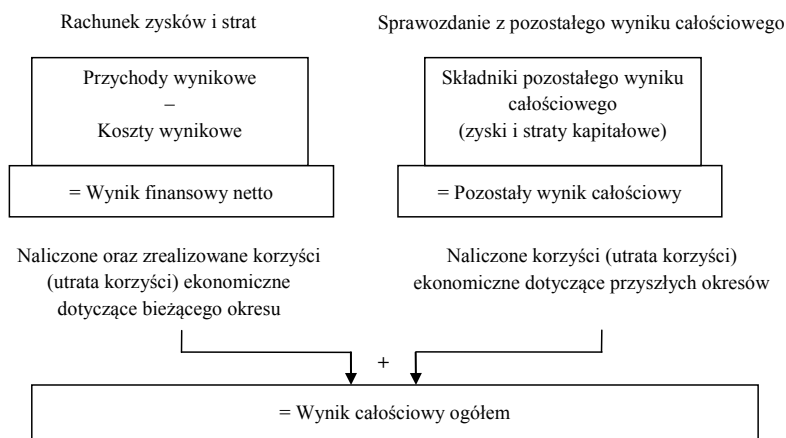 Rachunek zysków i strat
Przychody wynikowe
–
Koszty wynikowe
= Wynik finansowy netto
Naliczone oraz zrealizowane korzyści
(utrata korzyści) ekonomiczne
dotyczące bieżącego okresu
Sprawozdanie z pozostałego wyniku całościowego
Składniki pozostałego wyniku
całościowego
(zyski i straty kapitałowe)
= Pozostały wynik całościowy
Naliczone korzyści (utrata korzyści)
ekonomiczne dotyczące przyszłych okresów
+
= Wynik całościowy ogółem